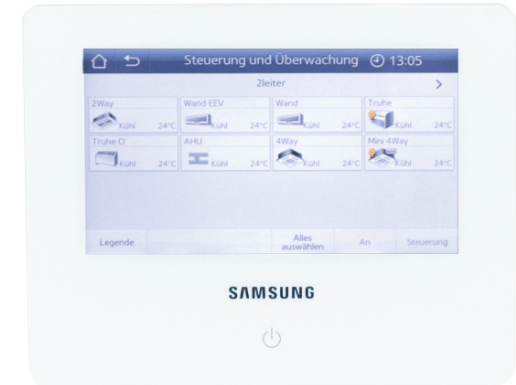 Steuerung und Überwachung 13:05
2leiter
2Way Wand EEV Wand Truhe
Kühl 24°C Kühl 24°C Kühl 24°C Kühl 24°C
Truhe O AHU 4Way Mini 4Way
Kühl 24°C Kühl 24°C Kühl 24°C Kühl 24°C
Legende Alles auswählen An Steuerung
SAMSUNG